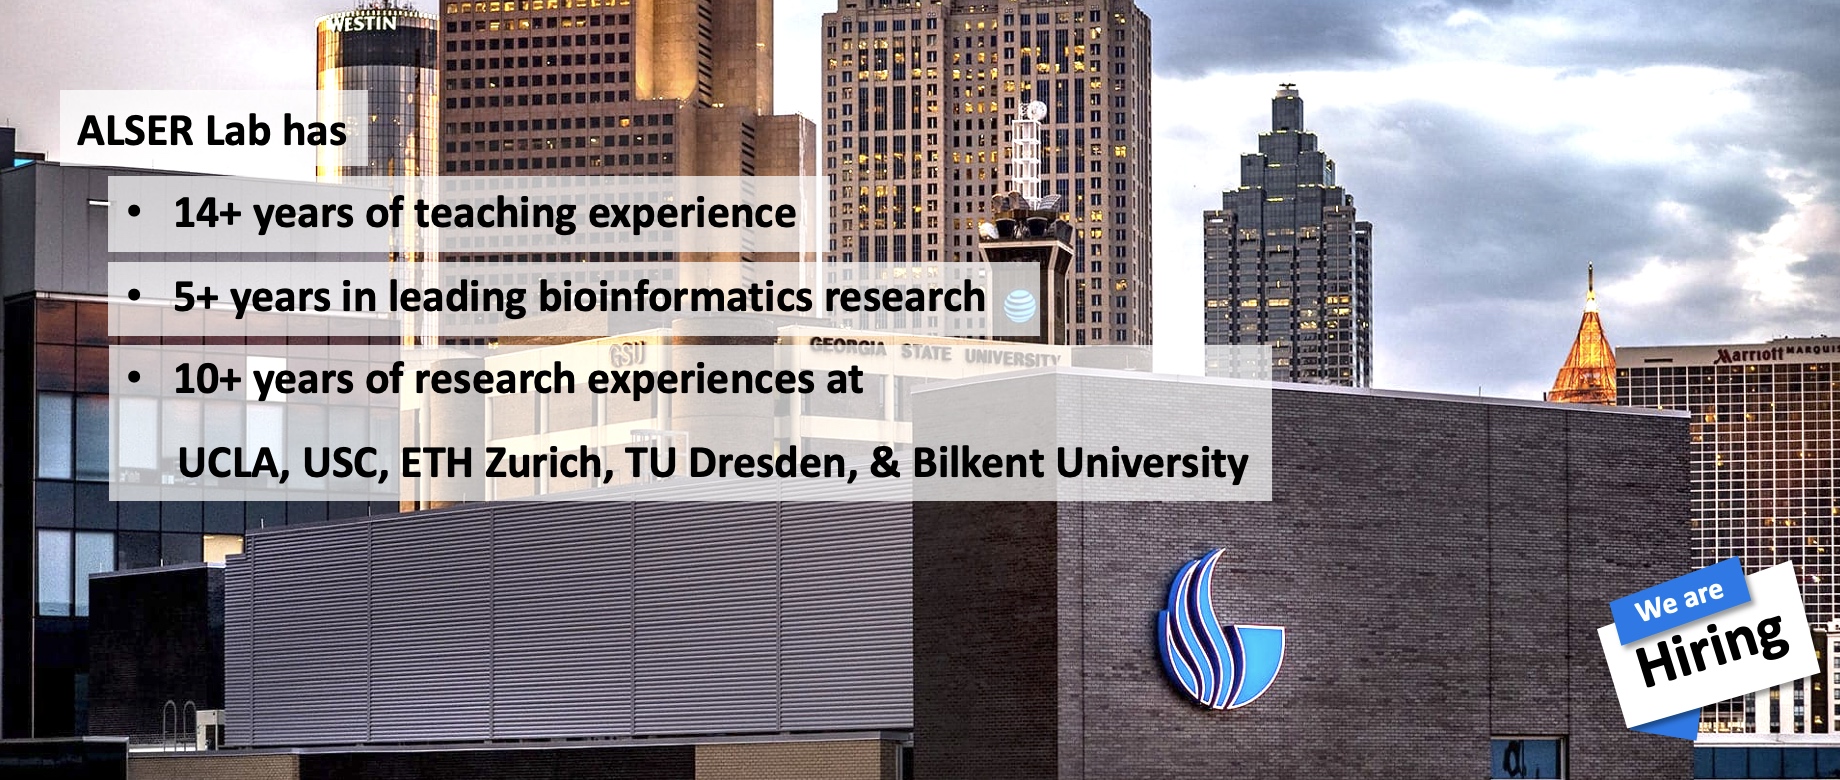 WESTIN
ALSER Lab has
• 14+ years of teaching experience
• 5+ years in leading bioinformatics research
GSU
GEORGIA STATE UNIVERSITY
Marriott MARQUIS
• 10+ years of research experiences at
UCLA, USC, ETH Zurich, TU Dresden, & Bilkent University
We are
Hiring